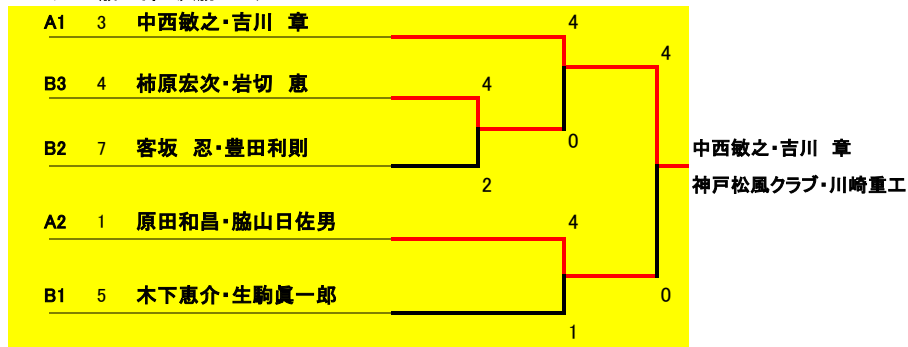 A1 3 中西敏之・吉川 章 4
4
B3 4 柿原宏次・岩切 恵 4
0
B2 7 客坂 忍・豊田利則 中西敏之・吉川 章
2 神戸松風クラブ・川崎重工
A2 1 原田和昌・脇山日佐男 4
B1 5 木下恵介・生駒眞一郎 0
1